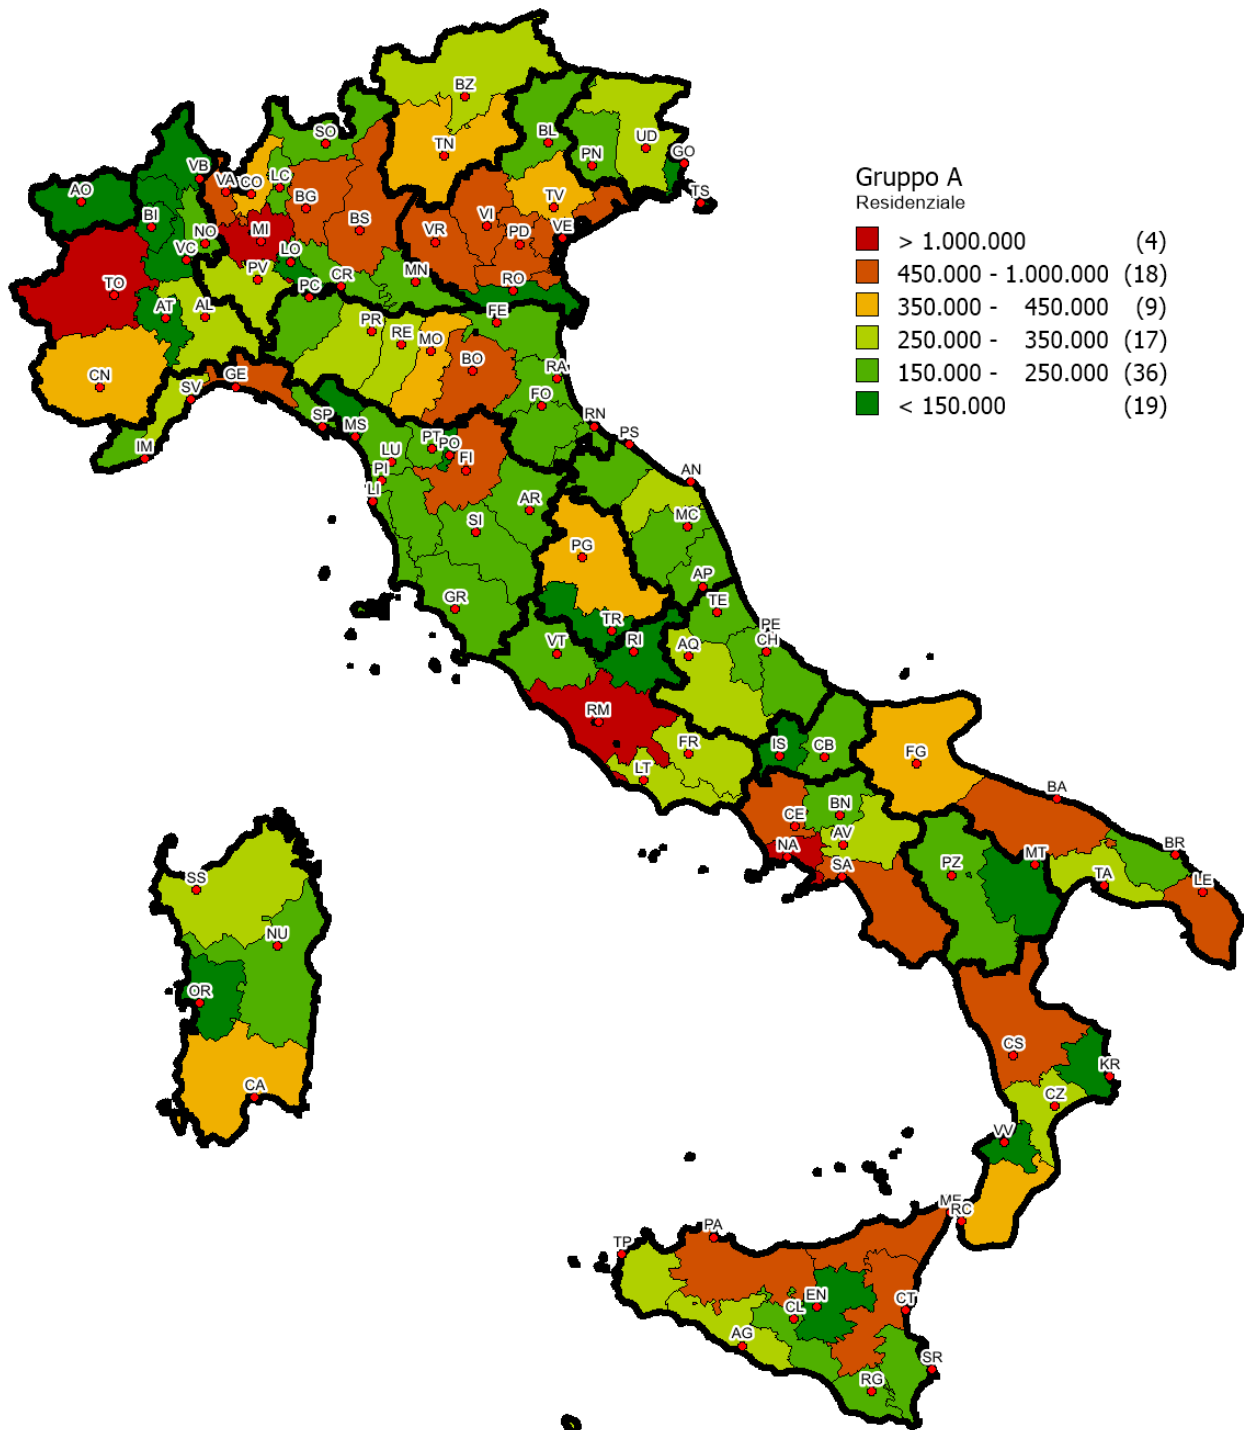 BZ
SO
TN
BL
UD
PN
GO
VB
VA
CO
LC
BG
TV
TS
AO
BI
NO
MI
BS
VR
VI
PD
VE
VC
LO
TO
PV
PC
CR
MN
RO
AT
AL
PR
RE
MO
FE
BO
RA
CN
SV
GE
FO
SP
MS
RN
PS
IM
LU
PT
PO
FI
PI
LI
AN
AR
MC
SI
PG
AP
GR
TE
TR
PE
VT
RI
AQ
CH
RM
FR
IS
CB
FG
LT
BA
CE
BN
AV
NA
SA
PZ
MT
BR
TA
LE
SS
NU
OR
CA
CS
KR
CZ
VV
ME
RC
PA
TP
EN
CL
CT
AG
SR
RG
Gruppo A
Residenziale
> 1.000.000 (4)
450.000 - 1.000.000 (18)
350.000 - 450.000 (9)
250.000 - 350.000 (17)
150.000 - 250.000 (36)
< 150.000 (19)